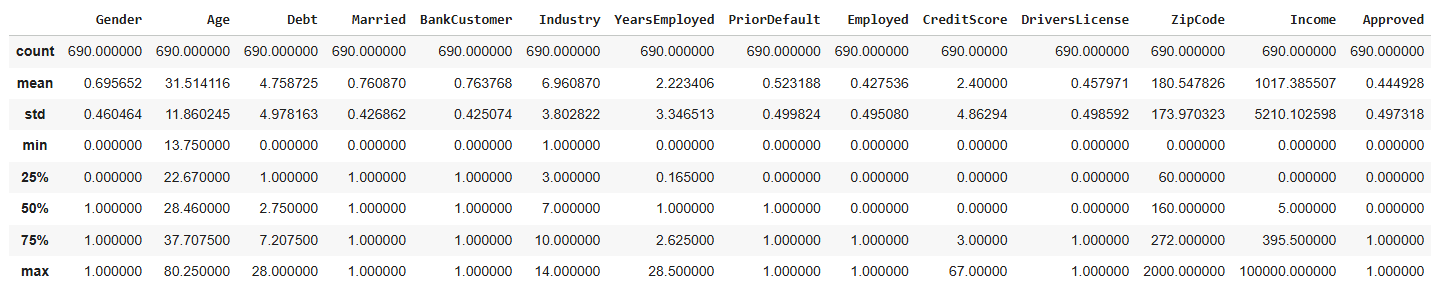 Gender Age Debt Married BankCustomer Industry YearsEmployed PriorDefault Employed CreditScore DriversLicense ZipCode Income Approved
count 690.000000 690.000000 690.000000 690.000000 690.000000 690.000000 690.000000 690.000000 690.000000 690.00000 690.000000 690.000000 690.000000 690.000000
mean 0.695652 31.514116 4.758725 0.760870 0.763768 6.960870 2.223406 0.523188 0.427536 2.40000 0.457971 180.547826 1017.385507 0.444928
std 0.460464 11.860245 4.978163 0.426862 0.425074 3.802822 3.346513 0.499824 0.495080 4.86294 0.498592 173.970323 5210.102598 0.497318
min 0.000000 13.750000 0.000000 0.000000 0.000000 1.000000 0.000000 0.000000 0.000000 0.00000 0.000000 0.000000 0.000000 0.000000
25% 0.000000 22.670000 1.000000 1.000000 1.000000 3.000000 0.165000 0.000000 0.000000 0.00000 0.000000 60.000000 0.000000 0.000000
50% 1.000000 28.460000 2.750000 1.000000 1.000000 7.000000 1.000000 1.000000 0.000000 0.00000 0.000000 160.000000 5.000000 0.000000
75% 1.000000 37.707500 7.207500 1.000000 1.000000 10.000000 2.625000 1.000000 1.000000 3.00000 1.000000 272.000000 395.500000 1.000000
max 1.000000 80.250000 28.000000 1.000000 1.000000 14.000000 28.500000 1.000000 1.000000 67.00000 1.000000 2000.000000 100000.000000 1.000000